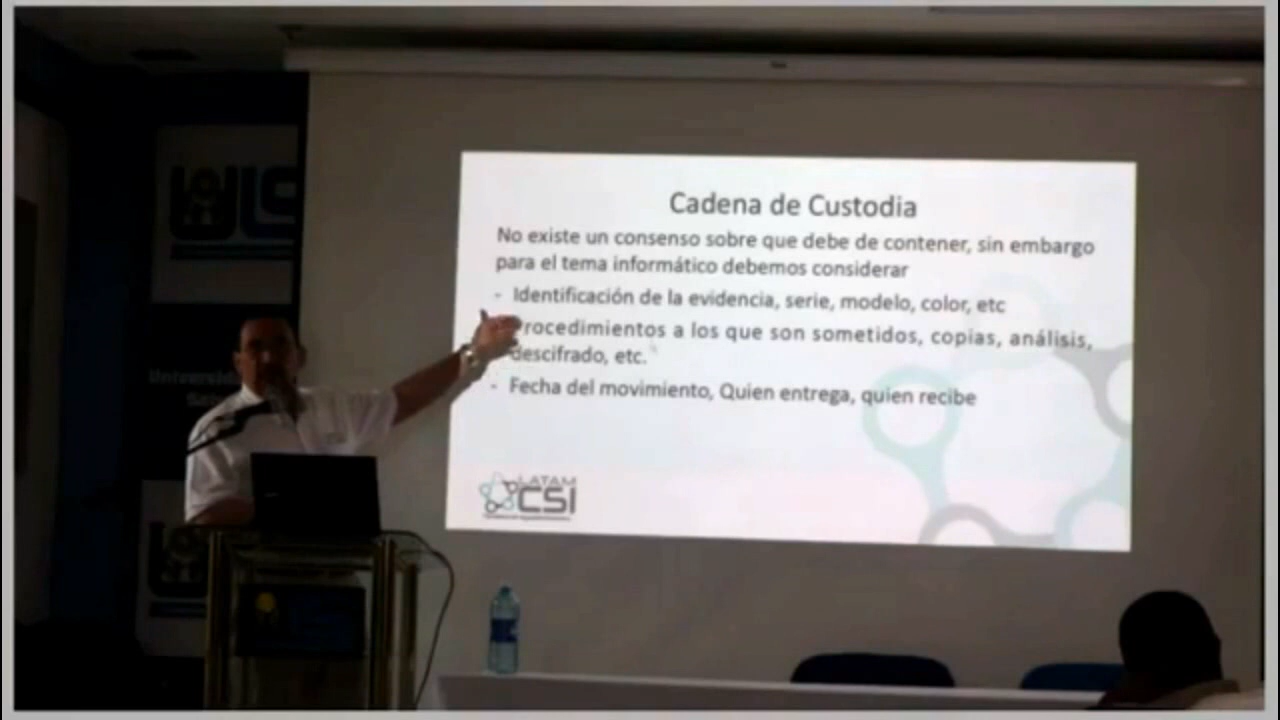 Cadena de Custodia
No existe un consenso sobre que debe de contener, sin embargo
para el tema informático debemos considerar
- Identificación de la evidencia, serie, modelo, color, etc
rocedimientos a los que son sometidos, copias, análisis,
descifrado, etc.
- Fecha del movimiento, Quien entrega, quien recibe
LATAM
CSI